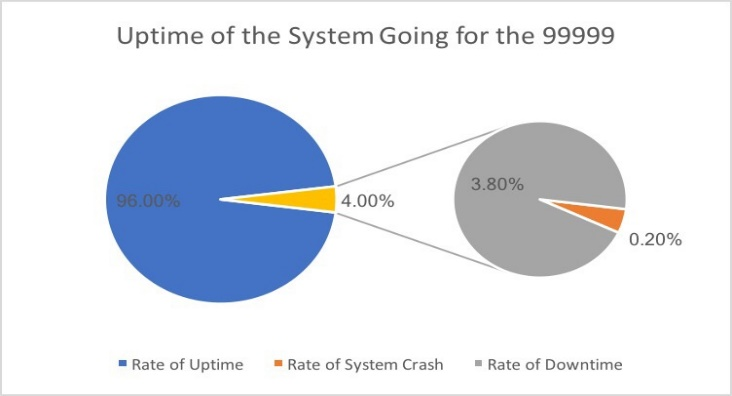 Uptime of the System Going for the 99999
96.00%
4.00%
3.80%
0.20%
Rate of Uptime
Rate of System Crash
Rate of Downtime